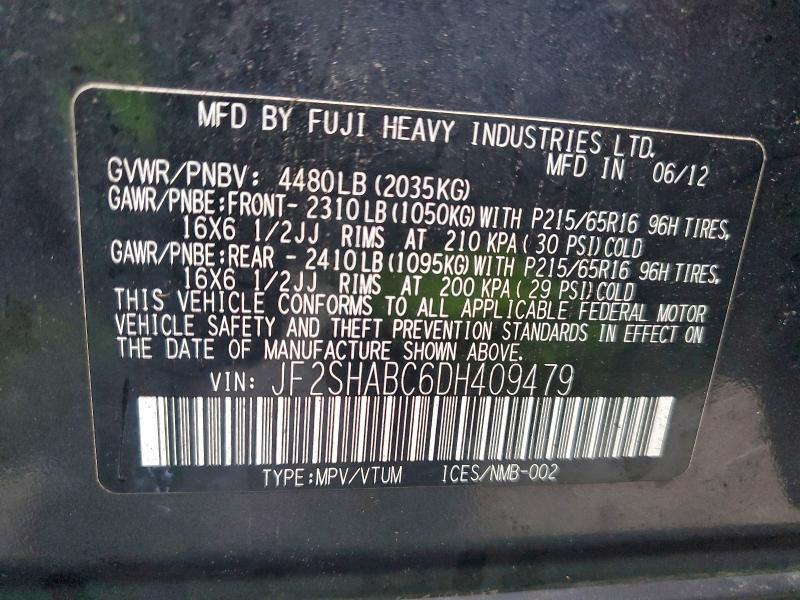 MFD BY FUJI HEAVY INDUSTRIES LTD.
MFD IN 06/12
GVWR/PNBV: 4480LB(2035KG)
GAWR/PNBE:FRONT- 2310LB(1050KG)WITH P215/65R16 96H TIRES,
16X6 1/2JJ RIMS AT 210 KPA(30 PSI)COLD
GAWR/PNBE:REAR - 2410LB(1095KG)WITH P215/65R16 96H TIRES,
16X6 1/2JJ RIMS AT 200 KPA(29 PSI)COLD
THIS VEHICLE CONFORMS TO ALL APPLICABLE FEDERAL MOTOR
VEHICLE SAFETY AND THEFT PREVENTION STANDARDS IN EFFECT ON
THE DATE OF MANUFACTURE SHOWN ABOVE.
VIN: JF2SHABC6DH409479
TYPE:MPV/VTUM ICES/NMB-002